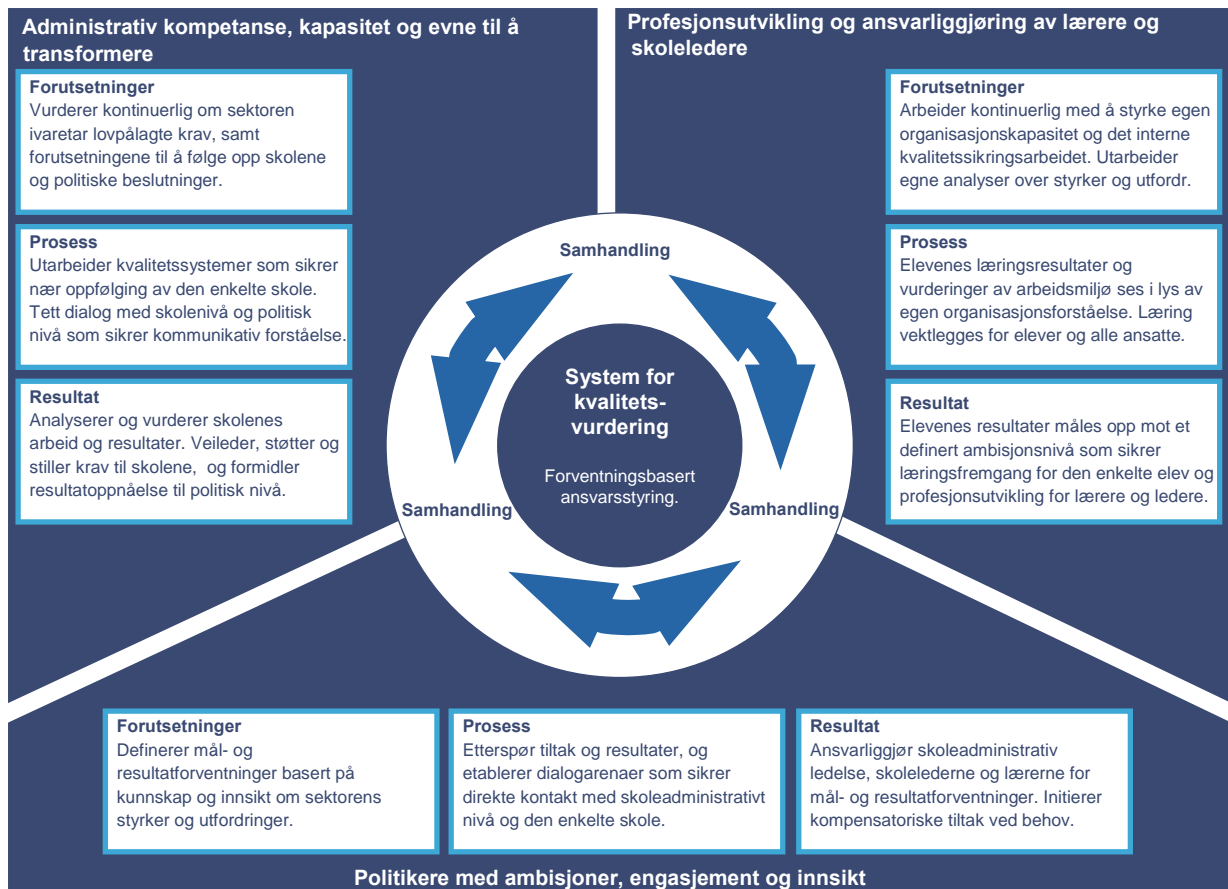 Administrativ kompetanse, kapasitet og evne til å
transformere
Forutsetninger
Vurderer kontinuerlig om sektoren
ivaretar lovpålagte krav, samt
forutsetningene til å følge opp skolene
og politiske beslutninger.
Prosess
Utarbeider kvalitetssystemer som sikrer
nær oppfølging av den enkelte skole.
Tett dialog med skolenivå og politisk
nivå som sikrer kommunikativ forståelse.
Resultat
Analyserer og vurderer skolenes
arbeid og resultater. Veileder, støtter og
stiller krav til skolene,  og formidler
resultatoppnåelse til politisk nivå.
Profesjonsutvikling og ansvarliggjøring av lærere og
skoleledere
Forutsetninger
Arbeider kontinuerlig med å styrke egen
organisasjonskapasitet og det interne
kvalitetssikringsarbeidet. Utarbeider
egne analyser over styrker og utfordr.
Prosess
Elevenes læringsresultater og
vurderinger av arbeidsmiljø ses i lys av
egen organisasjonsforståelse. Læring
vektlegges for elever og alle ansatte.
Resultat
Elevenes resultater måles opp mot et
definert ambisjonsnivå som sikrer
læringsfremgang for den enkelte elev og
profesjonsutvikling for lærere og ledere.
Samhandling
System for
kvalitets-
vurdering
Forventningsbasert
ansvarsstyring.
Samhandling
Samhandling
Forutsetninger
Definerer mål- og
resultatforventninger basert på
kunnskap og innsikt om sektorens
styrker og utfordringer.
Prosess
Etterspør tiltak og resultater, og
etablerer dialogarenaer som sikrer
direkte kontakt med skoleadministrativt
nivå og den enkelte skole.
Resultat
Ansvarliggjør skoleadministrativ
ledelse, skolelederne og lærerne for
mål- og resultatforventninger. Initierer
kompensatoriske tiltak ved behov.
Politikere med ambisjoner, engasjement og innsikt